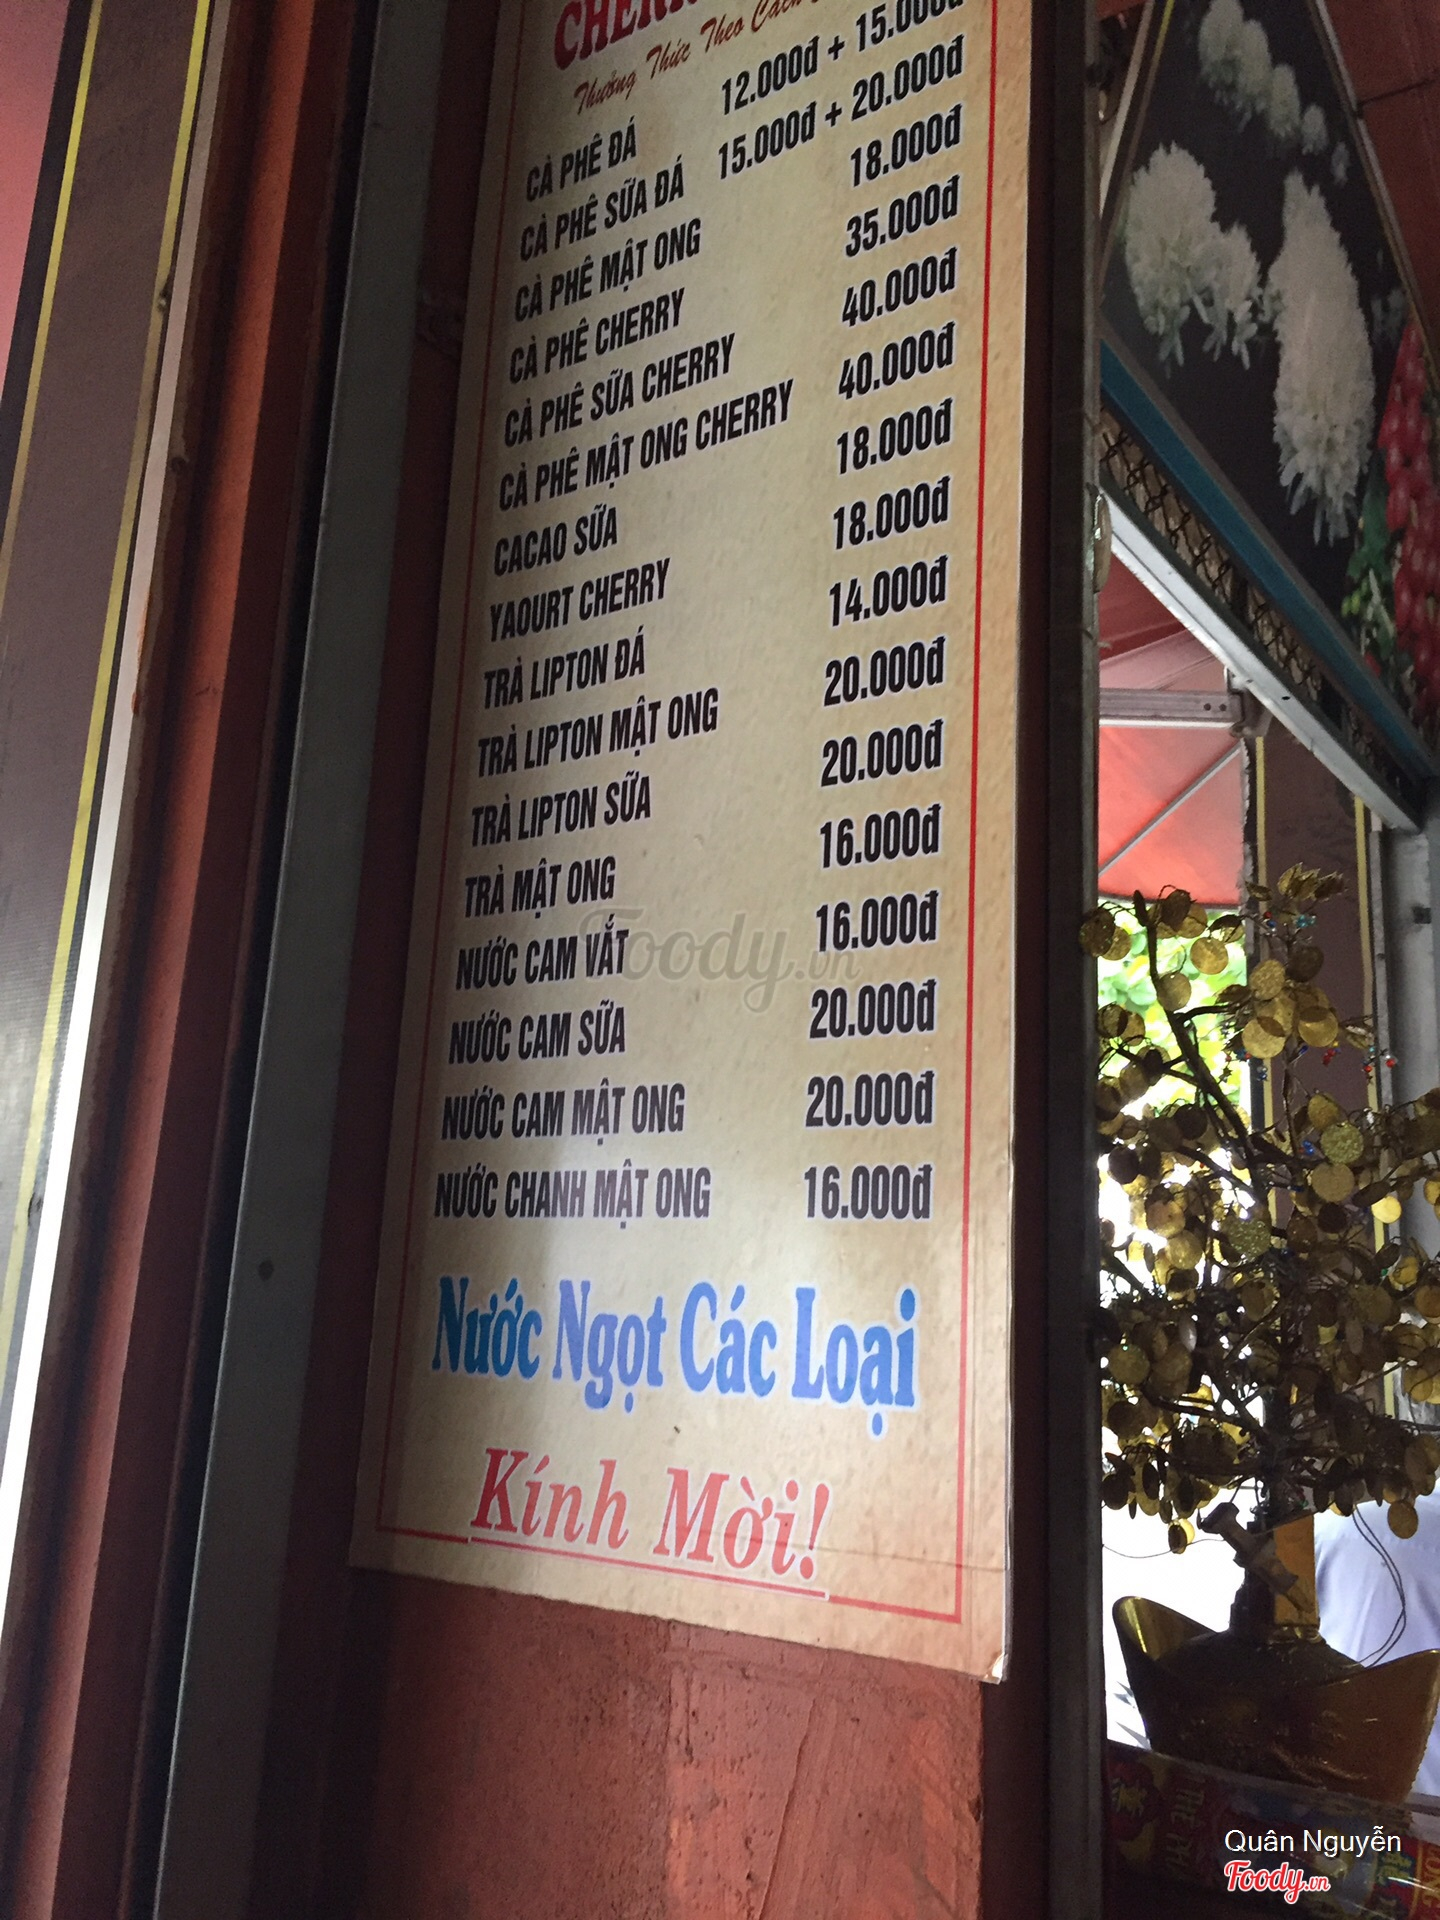 Thưởng Thức Theo Cách
CÀ PHÊ ĐÁ 12.000đ + 15.000đ
CÀ PHÊ SỮA ĐÁ 15.000đ + 20.000đ
CÀ PHÊ MẬT ONG 18.000đ
CÀ PHÊ CHERRY 35.000đ
CÀ PHÊ SỮA CHERRY 40.000đ
CÀ PHÊ MẬT ONG CHERRY 40.000đ
CACAO SỮA 18.000đ
YAOURT CHERRY 18.000đ
TRÀ LIPTON ĐÁ 14.000đ
TRÀ LIPTON MẬT ONG 20.000đ
TRÀ LIPTON SỮA 20.000đ
TRÀ MẬT ONG 16.000đ
NƯỚC CAM VẮT 16.000đ
NƯỚC CAM SỮA 20.000đ
NƯỚC CAM MẬT ONG 20.000đ
NƯỚC CHANH MẬT ONG 16.000đ
Nước Ngọt Các Loại
Kính Mời!
Foody.vn
Quân Nguyễn
Foody.vn